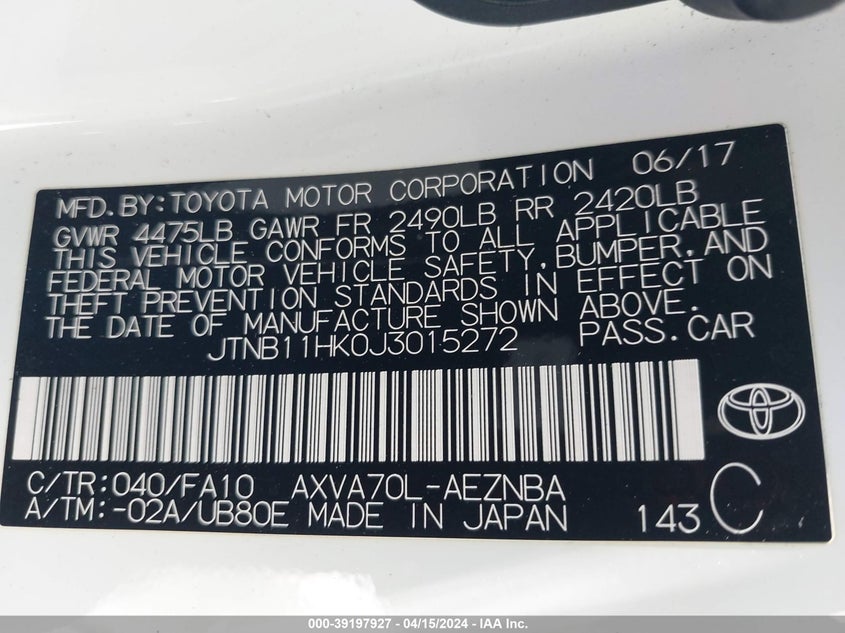 MFD.BY:TOYOTA MOTOR CORPORATION 06/17
GVWR 4475LB GAWR FR 2490LB RR 2420LB
THIS VEHICLE CONFORMS TO ALL APPLICABLE
FEDERAL MOTOR VEHICLE SAFETY,BUMPER,AND
THEFT PREVENTION STANDARDS IN EFFECT ON
THE DATE OF MANUFACTURE SHOWN ABOVE.
JTNB11HK0J3015272 PASS.CAR
C/TR:040/FA10 AXVA70L-AEZNBA
A/TM:-02A/UB80E MADE IN JAPAN 143 C
000-39197927 - 04/15/2024 - IAA Inc.